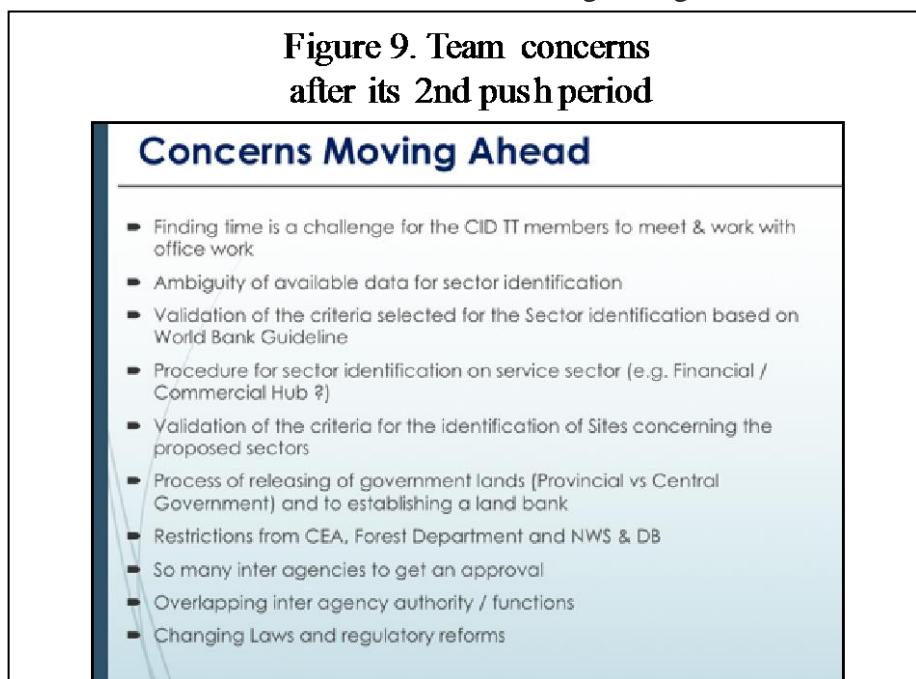 Figure 9. Team concerns
after its 2nd push period
Concerns Moving Ahead
Finding time is a challenge for the CID TT members to meet & work with
office work
Ambiguity of available data for sector identification
Validation of the criteria selected for the Sector identification based on
World Bank Guideline
Procedure for sector identification on service sector (e.g. Financial /
Commercial Hub ?)
Validation of the criteria for the identification of Sites concerning the
proposed sectors
Process of releasing of government lands (Provincial vs Central
Government) and to establishing a land bank
Restrictions from CEA, Forest Department and NWS & DB
So many inter agencies to get an approval
Overlapping inter agency authority / functions
Changing Laws and regulatory reforms